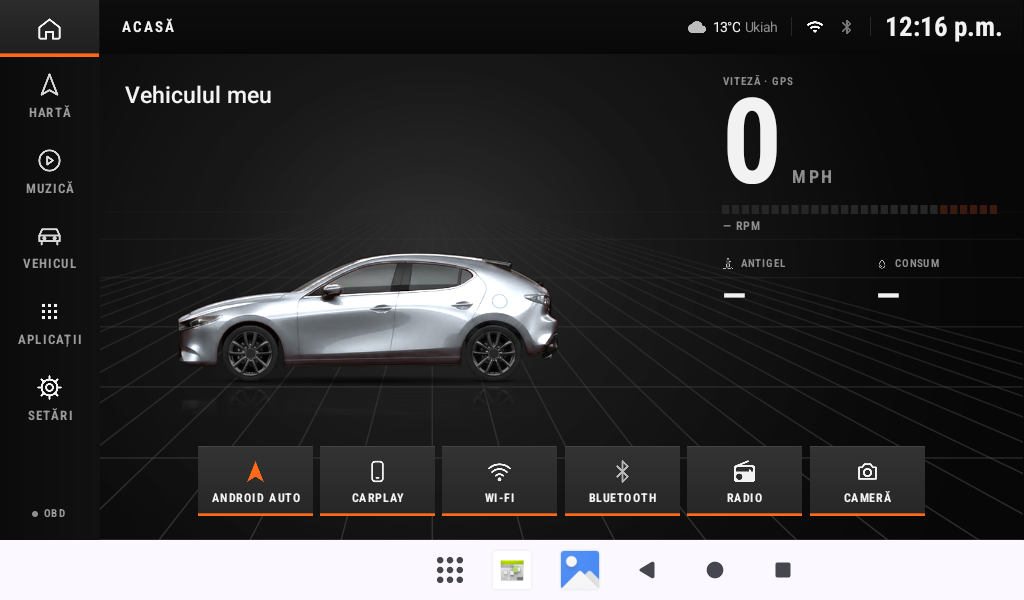 ACASĂ
13°C Ukiah
12:16 p.m.
HARTĂ
MUZICĂ
VEHICUL
APLICAȚII
SETĂRI
OBD
Vehiculul meu
VITEZĂ · GPS
0 MPH
– RPM
ANTIGEL
CONSUM
–
–
ANDROID AUTO
CARPLAY
WI-FI
BLUETOOTH
RADIO
CAMERĂ